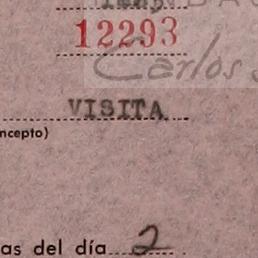 12293
Carlos
VISITA
ncepto)
as del día 2